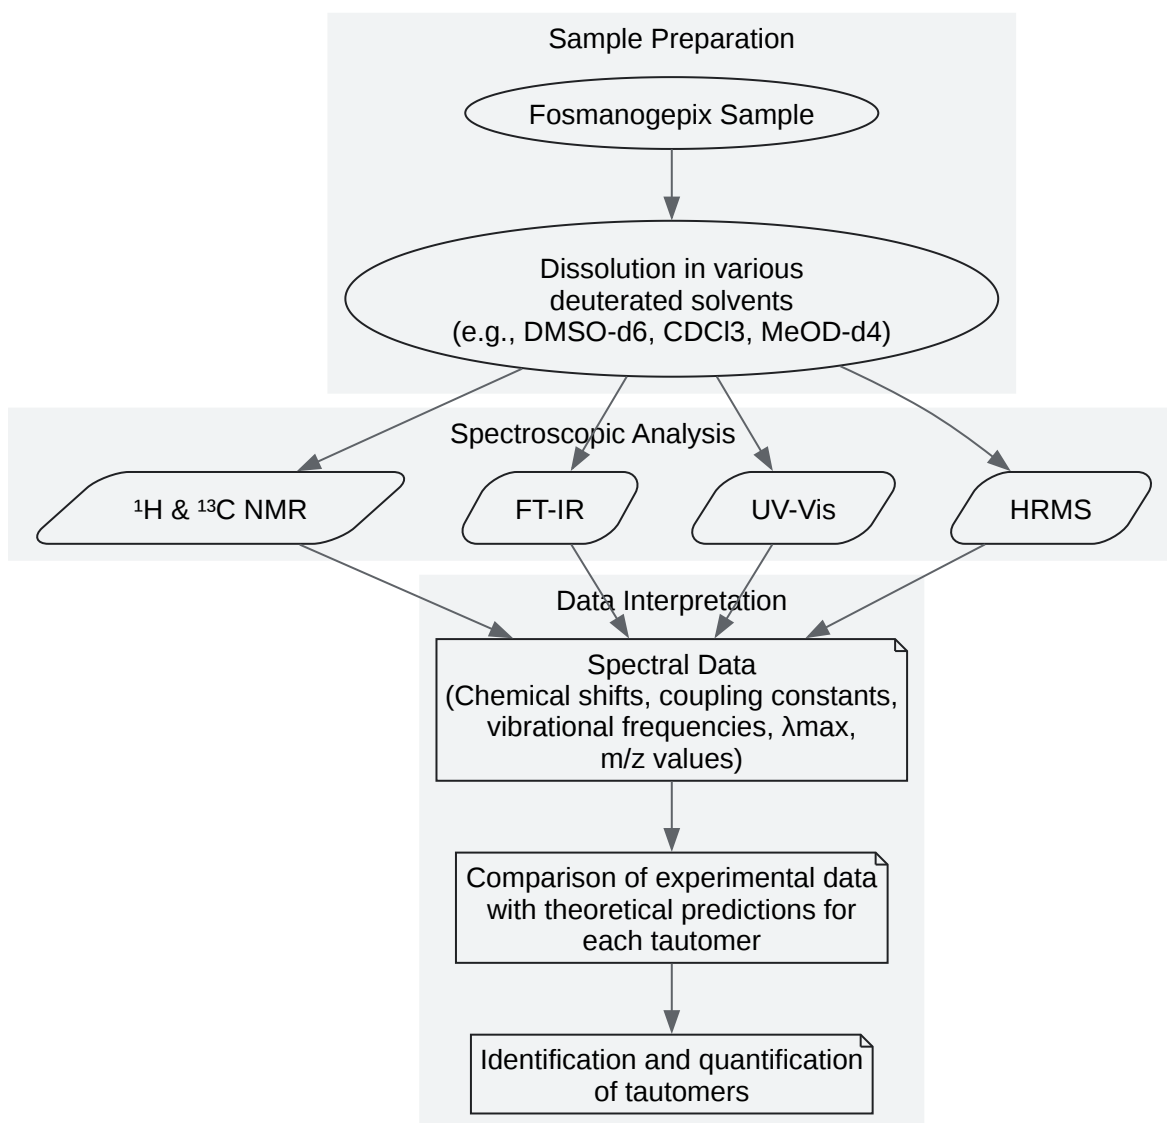 Sample Preparation
Fosmanogepix Sample
Dissolution in various
deuterated solvents
(e.g., DMSO-d6, CDCl3, MeOD-d4)
Spectroscopic Analysis
¹H & ¹³C NMR
FT-IR
UV-Vis
HRMS
Data Interpretation
Spectral Data
(Chemical shifts, coupling constants,
vibrational frequencies, λmax,
m/z values)
Comparison of experimental data
with theoretical predictions for
each tautomer
Identification and quantification
of tautomers